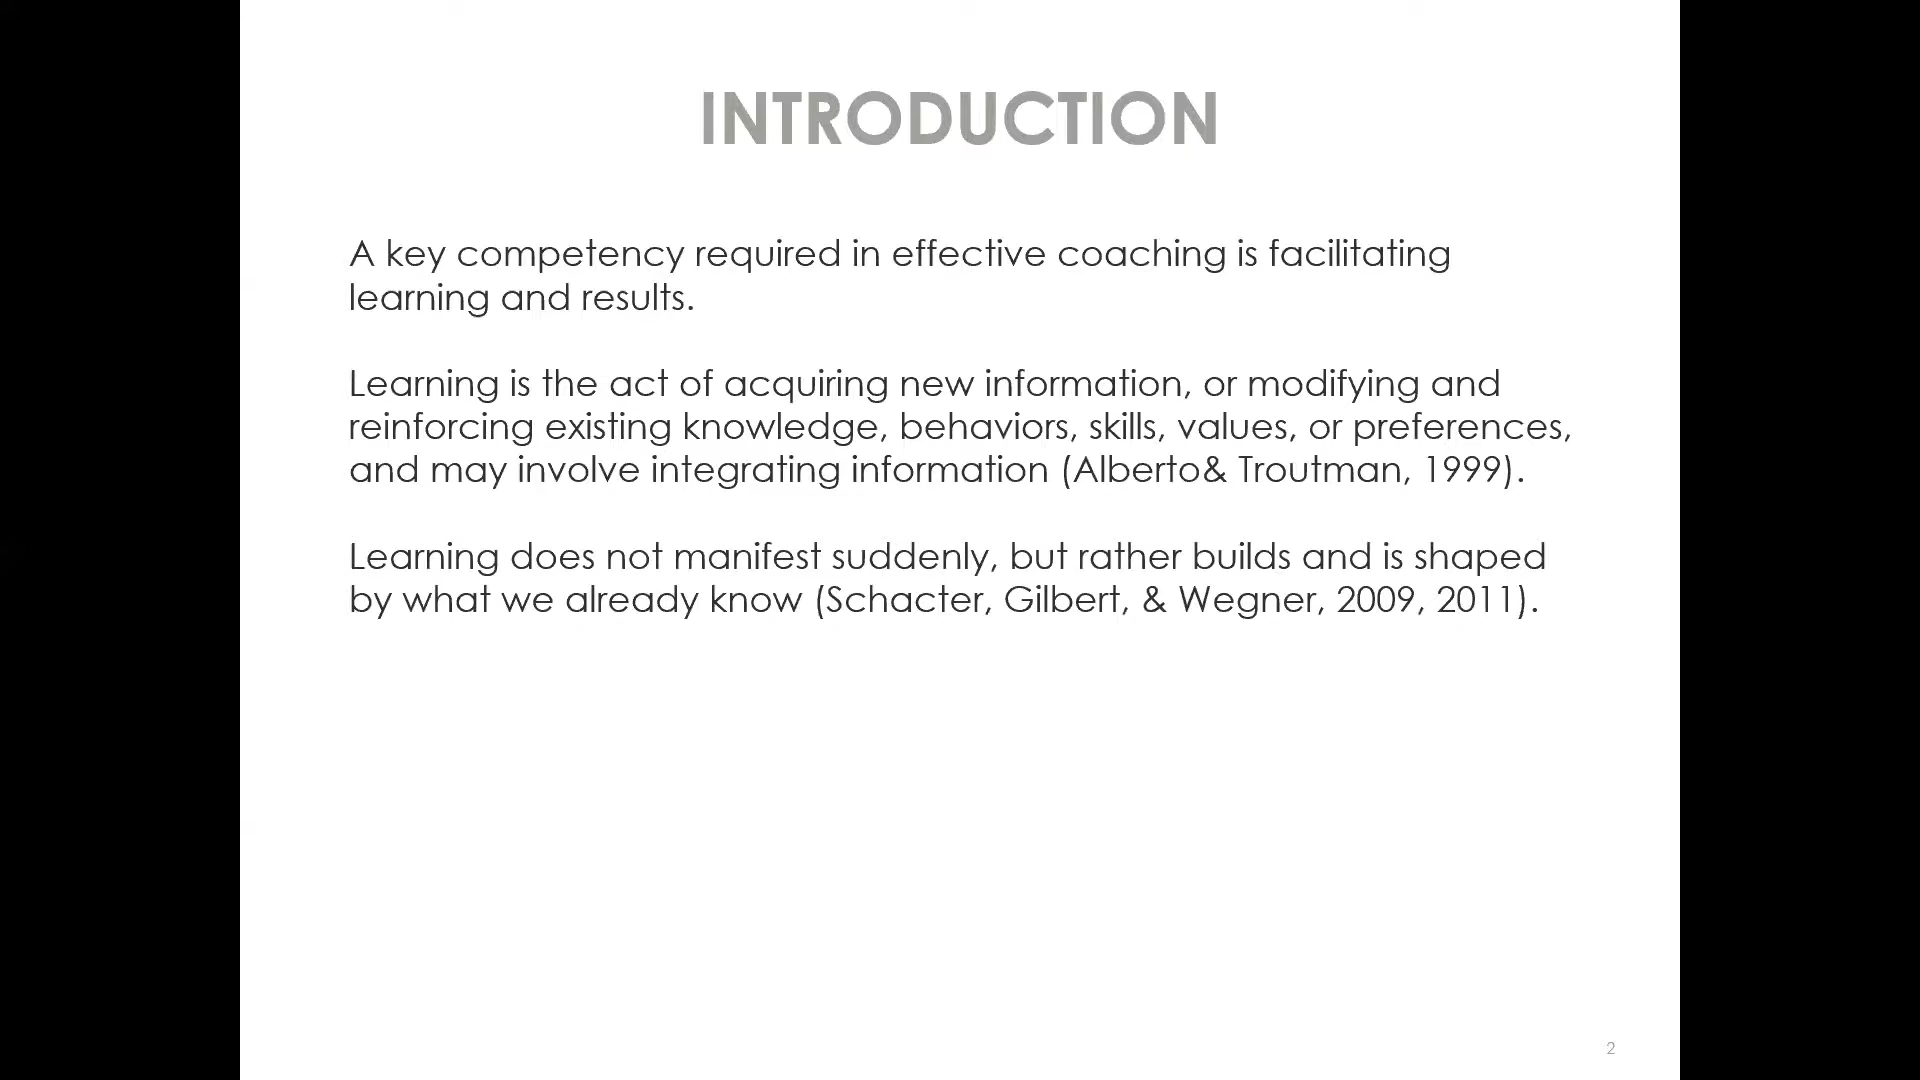 INTRODUCTION
A key competency required in effective coaching is facilitating
learning and results.
Learning is the act of acquiring new information, or modifying and
reinforcing existing knowledge, behaviors, skills, values, or preferences,
and may involve integrating information (Alberto& Troutman, 1999).
Learning does not manifest suddenly, but rather builds and is shaped
by what we already know (Schacter, Gilbert, & Wegner, 2009, 2011).
2